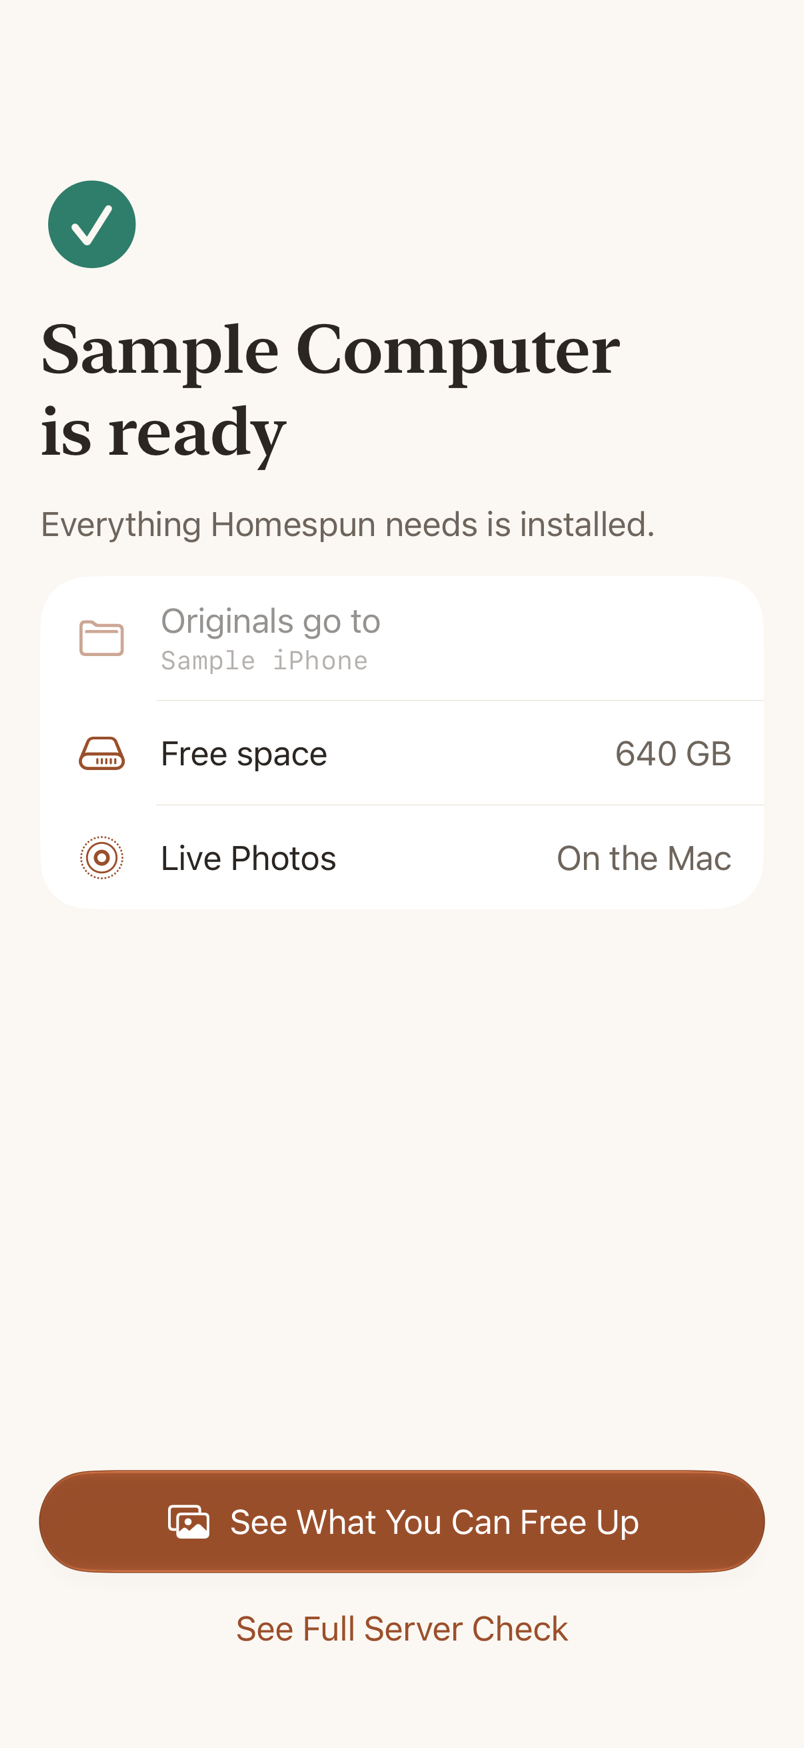 Sample Computer
is ready
Everything Homespun needs is installed.
Originals go to
Sample iPhone
Free space 640 GB
Live Photos On the Mac
See What You Can Free Up
See Full Server Check